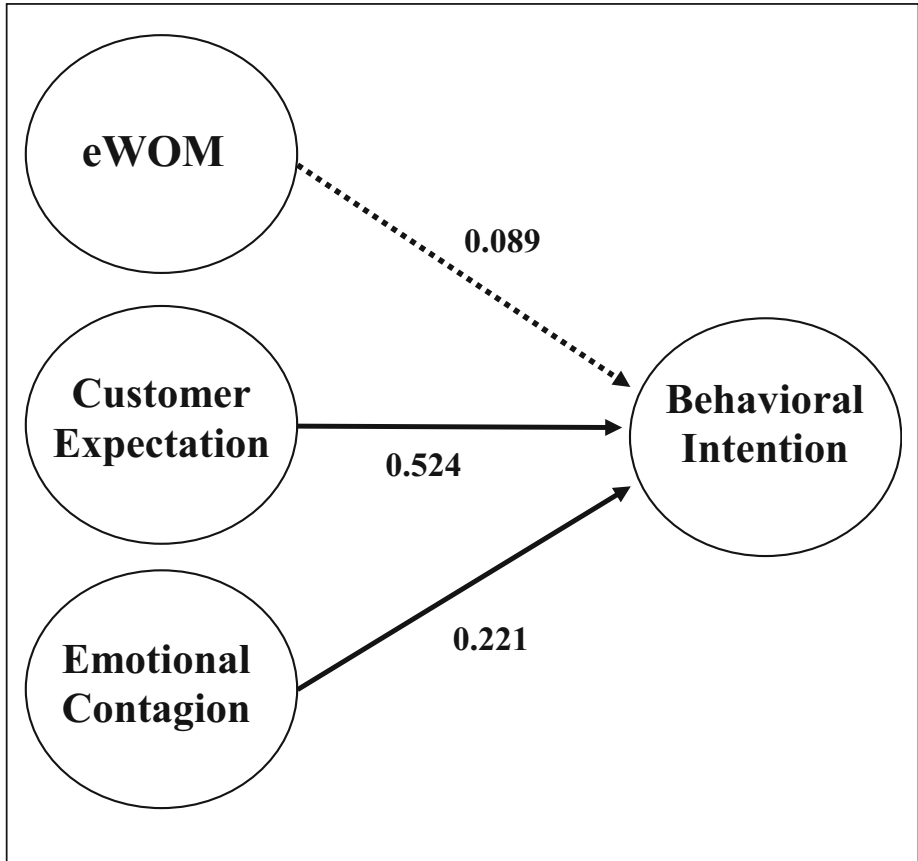 eWOM
0.089
Customer
Expectation
0.524
Behavioral
Intention
Emotional
Contagion
0.221